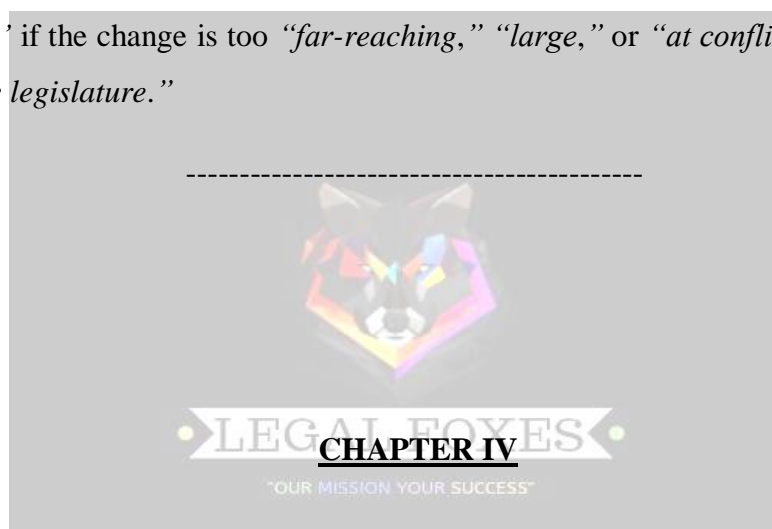 ” if the change is too “far-reaching,” “large,” or “at confli
legislature.”
-------------------------------------------
LEGAL FOXES
CHAPTER IV
"OUR MISSION YOUR SUCCESS"